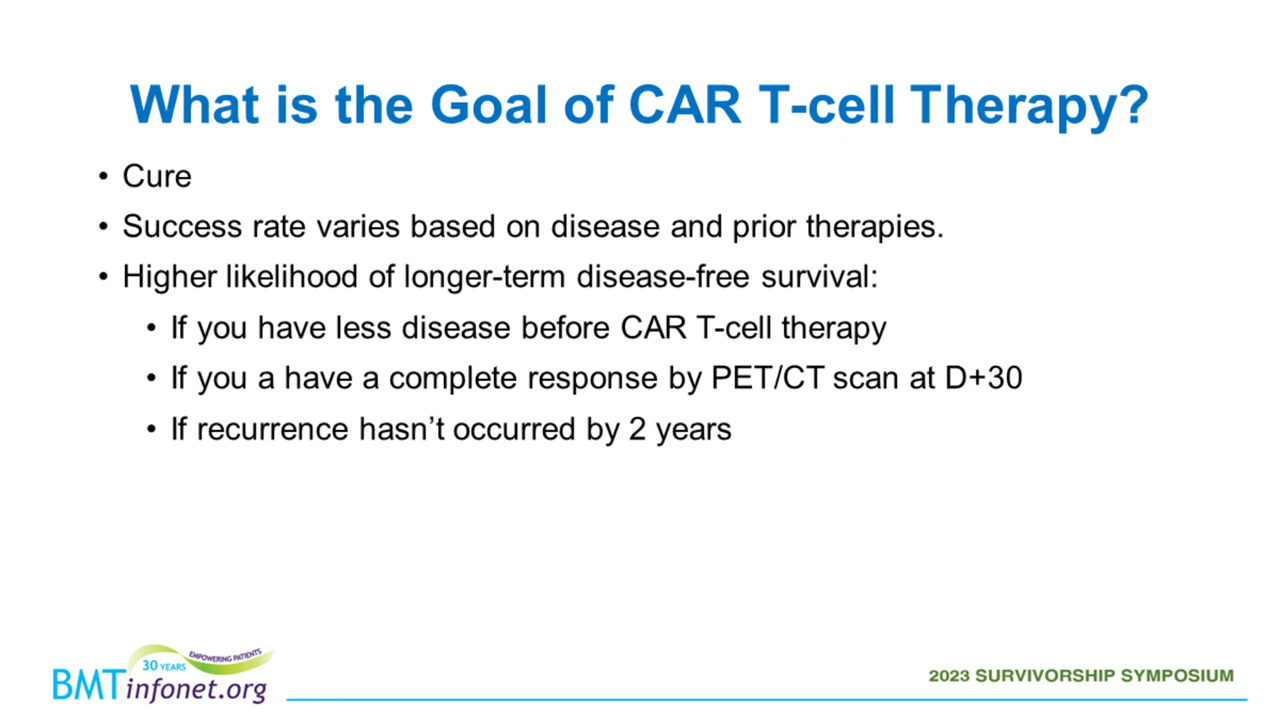 What is the Goal of CAR T-cell Therapy?
• Cure
• Success rate varies based on disease and prior therapies.
• Higher likelihood of longer-term disease-free survival:
• If you have less disease before CAR T-cell therapy
• If you a have a complete response by PET/CT scan at D+30
• If recurrence hasn’t occurred by 2 years
30 YEARS EMPOWERING PATIENTS
BMTinfonet.org
2023 SURVIVORSHIP SYMPOSIUM